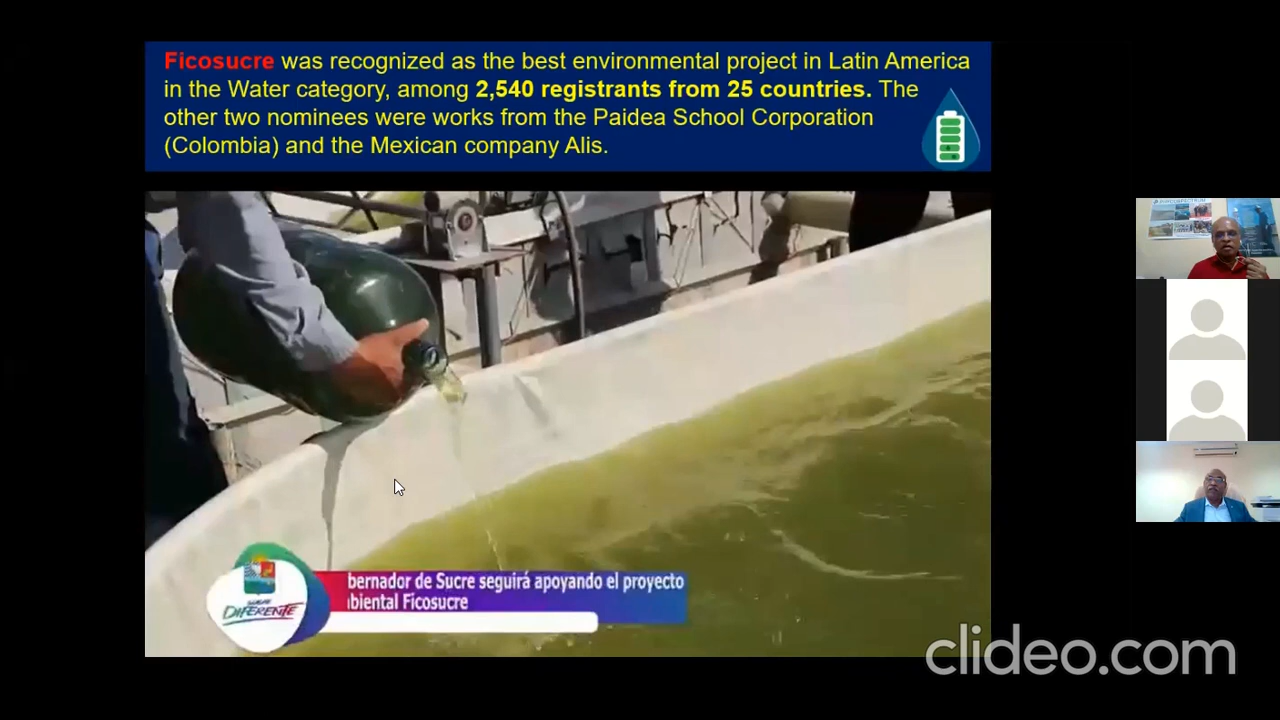 Ficosucre was recognized as the best environmental project in Latin America
in the Water category, among 2,540 registrants from 25 countries. The
other two nominees were works from the Paidea School Corporation
(Colombia) and the Mexican company Alis.
bernador de Sucre seguirá apoyando el proyecto
biental Ficosucre
DIFERENTE
clideo.com